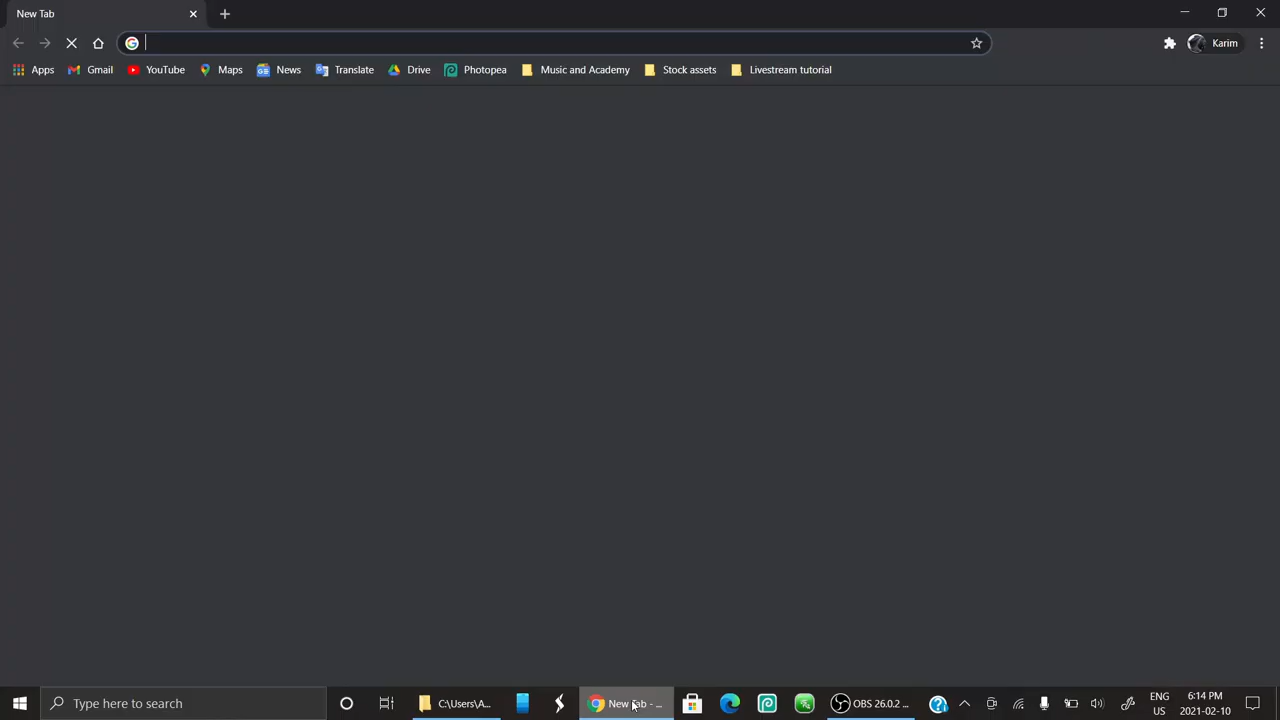 New Tab
Karim
Apps Gmail YouTube Maps News Translate Drive Photopea Music and Academy Stock assets Livestream tutorial
Type here to search
C:\Users\A...
New Tab - ...
OBS 26.0.2 ...
ENG
US
6:14 PM
2021-02-10